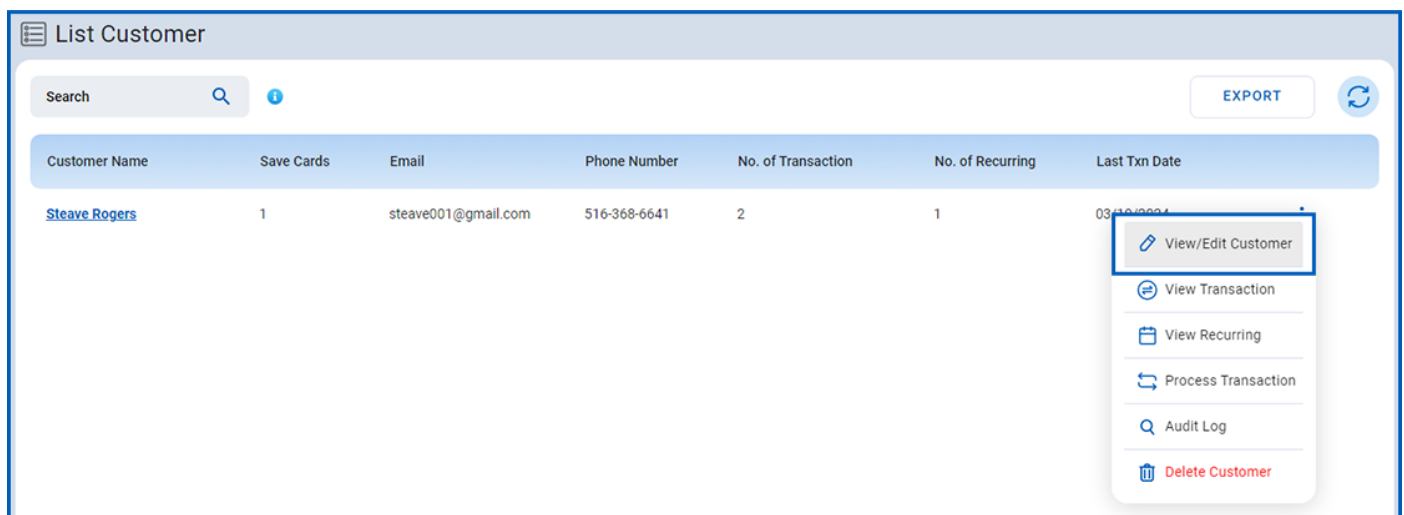 List Customer
Search
EXPORT
Customer Name Save Cards Email Phone Number No. of Transaction No. of Recurring Last Txn Date
Steave Rogers 1 steave001@gmail.com 516-368-6641 2 1
View/Edit Customer
View Transaction
View Recurring
Process Transaction
Audit Log
Delete Customer